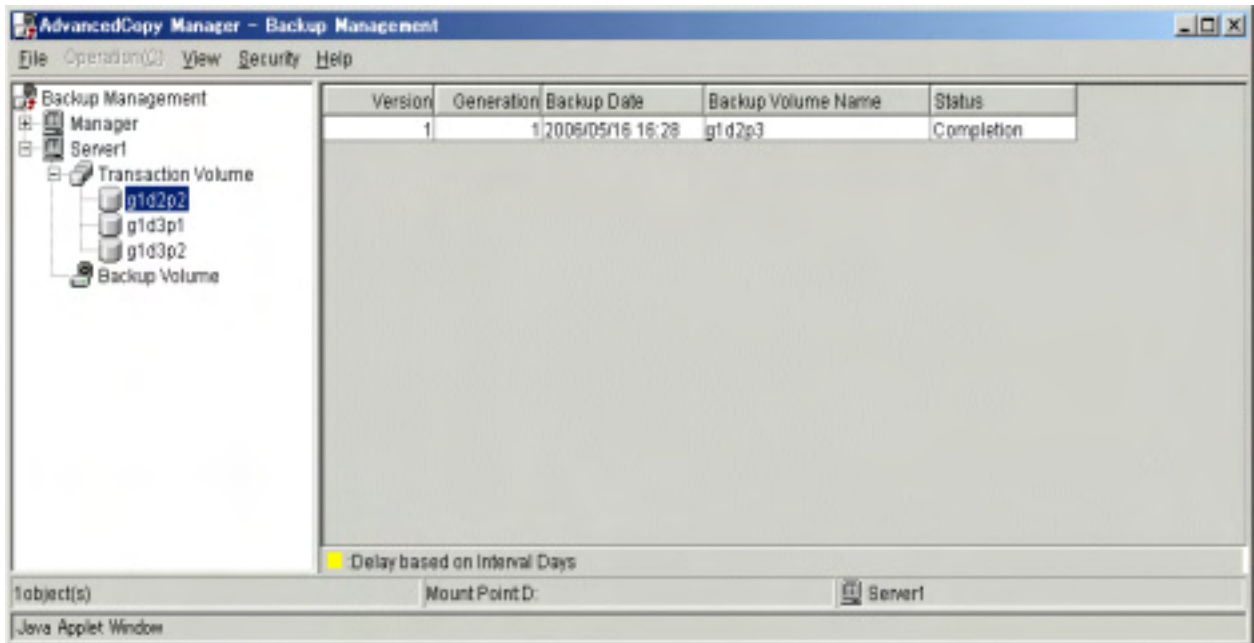 AdvancedCopy Manager - Backup Management
File Operation(O) View Security Help
Backup Management
Manager
Server1
Transaction Volume
g1d2p2
g1d3p1
g1d3p2
Backup Volume
Version Generation Backup Date Backup Volume Name Status
1 1 2006/05/16 16:28 g1d2p3 Completion
:Delay based on Interval Days
1object(s) Mount Point D: Server1
Java Applet Window